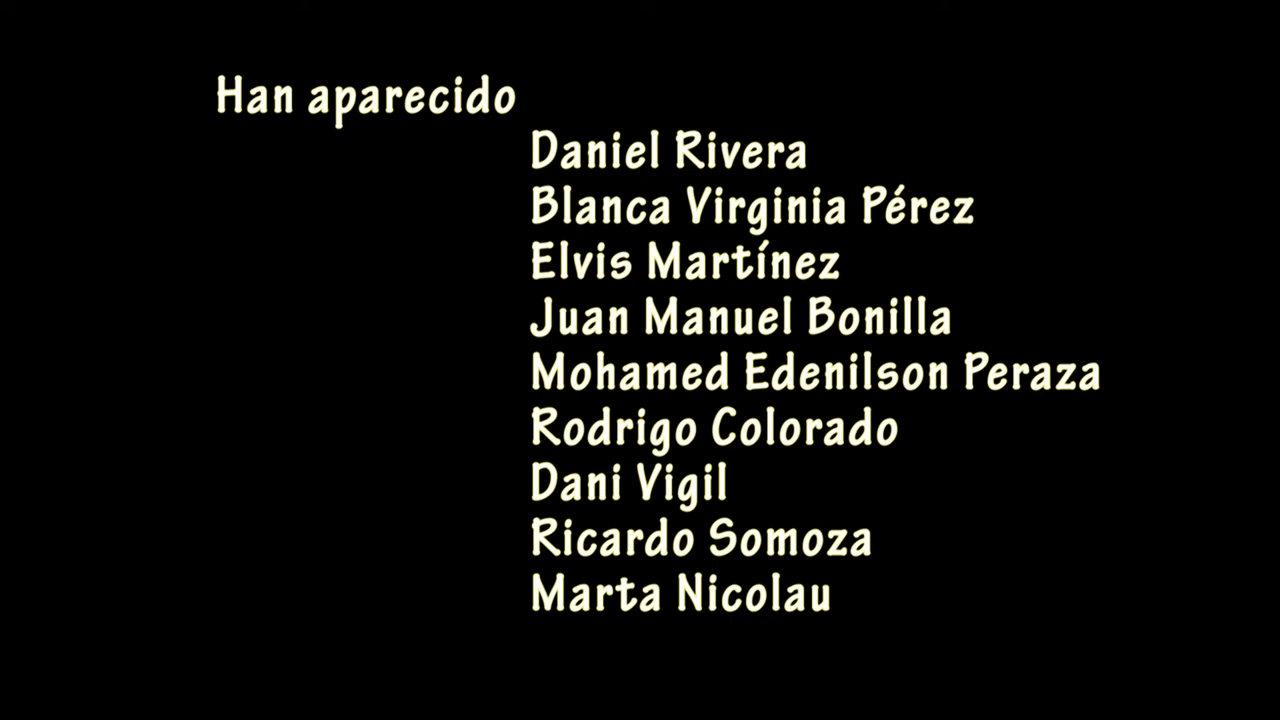 Han aparecido
Daniel Rivera
Blanca Virginia Pérez
Elvis Martínez
Juan Manuel Bonilla
Mohamed Edenilson Peraza
Rodrigo Colorado
Dani Vigil
Ricardo Somoza
Marta Nicolau